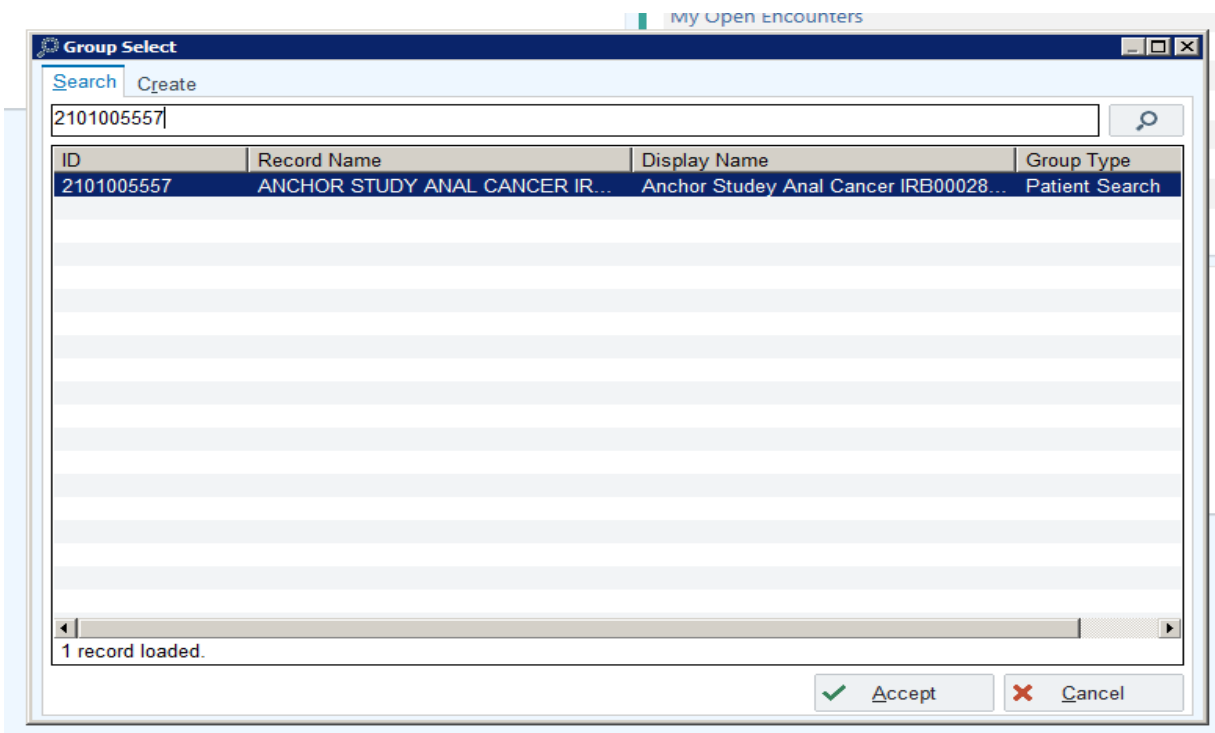 My Open Encounters
Group Select
Search Create
2101005557
ID Record Name Display Name Group Type
2101005557 ANCHOR STUDY ANAL CANCER IR... Anchor Studey Anal Cancer IRB00028... Patient Search
1 record loaded.
Accept Cancel